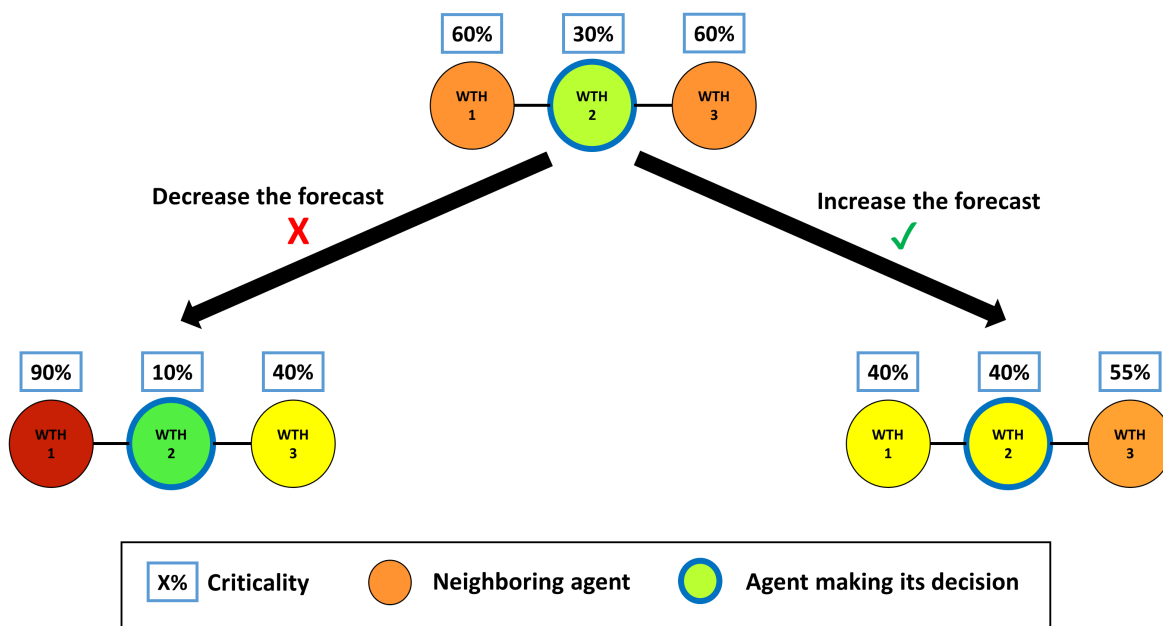 60% 30% 60%
WTH WTH WTH
1 2 3
Decrease the forecast
X
Increase the forecast
90% 10% 40%
WTH WTH WTH
1 2 3
40% 40% 55%
WTH WTH WTH
1 2 3
X% Criticality Neighboring agent Agent making its decision